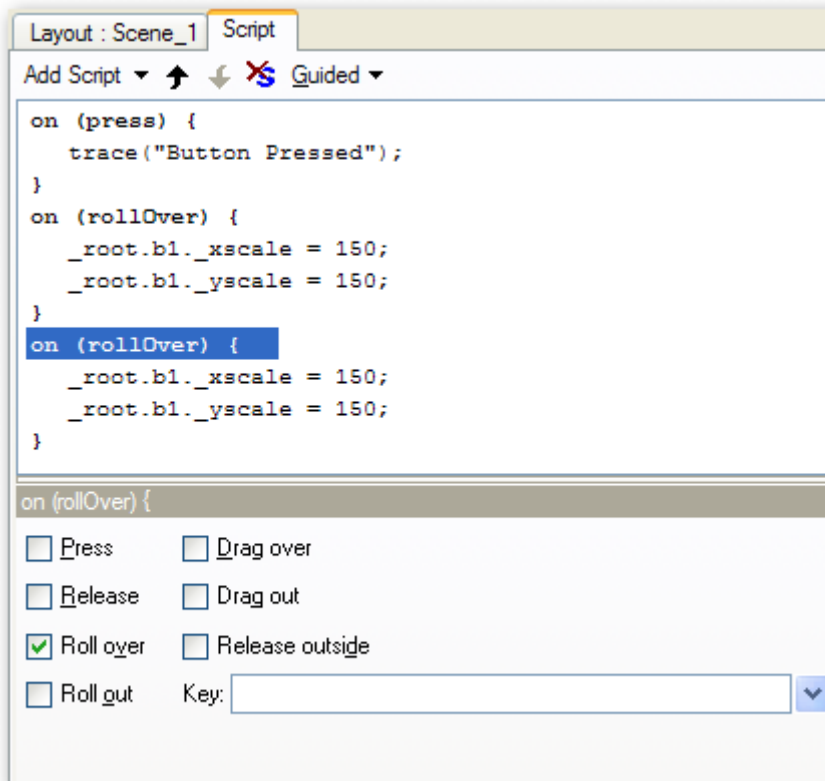 Layout : Scene_1 Script
Add Script Guided
on (press) {
trace("Button Pressed");
}
on (rollOver) {
_root.b1._xscale = 150;
_root.b1._yscale = 150;
}
on (rollOver) {
_root.b1._xscale = 150;
_root.b1._yscale = 150;
}
on (rollOver) {
Press Drag over
Release Drag out
Roll over Release outside
Roll out Key: